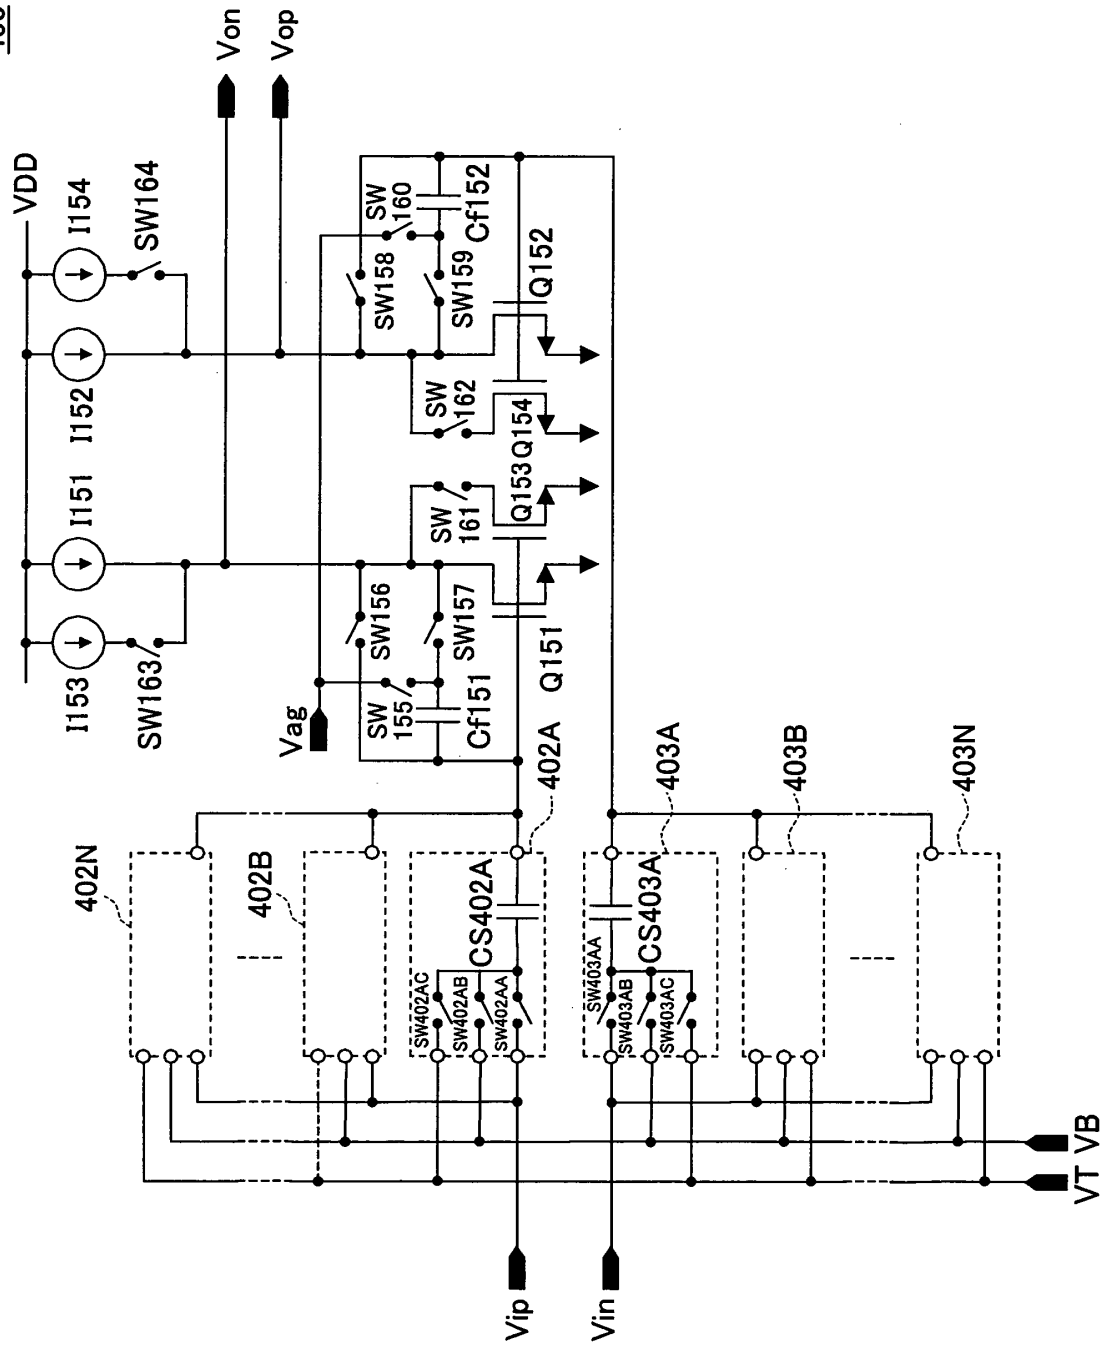 VDD
I153
I151
I152
I154
SW163
SW164
Von
Vop
Vag
SW
155
SW156
Cf151
SW157
SW
161
SW
162
SW158
SW
160
SW159
Cf152
Q151
Q153
Q154
Q152
402N
402B
402A
CS402A
SW402AC
SW402AB
SW402AA
403A
CS403A
SW403AA
SW403AB
SW403AC
403B
403N
Vip
Vin
VT
VB